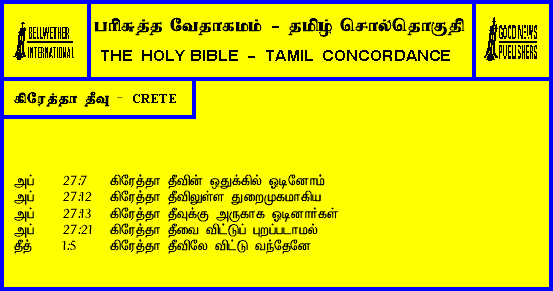 BELLWETHER
INTERNATIONAL
பரிசுத்த வேதாகமம் - தமிழ் சொல்தொகுதி
THE HOLY BIBLE - TAMIL CONCORDANCE
GOOD NEWS
PUBLISHERS
கிரேத்தா தீவு - CRETE
அப் 27:7 கிரேத்தா தீவின் ஒதுக்கில் ஓடினோம்
அப் 27:12 கிரேத்தா தீவிலுள்ள துறைமுகமாகிய
அப் 27:13 கிரேத்தா தீவுக்கு அருகாக ஓடினார்கள்
அப் 27:21 கிரேத்தா தீவை விட்டுப் புறப்படாமல்
தீத் 1:5 கிரேத்தா தீவிலே விட்டு வந்தேனே